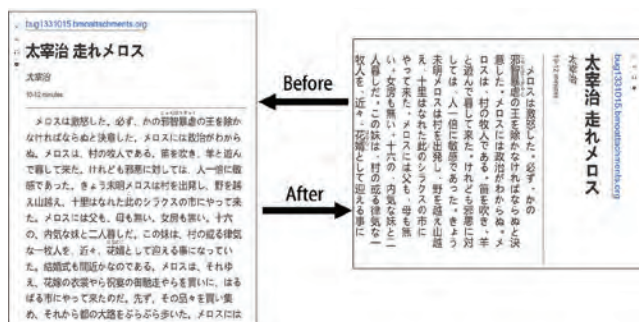 bug1331015.bmoattachments.org
太宰治 走れメロス
太宰治
10-12 minutes
メロスは激怒した。必ず、かの邪智暴虐の王を除か
なければならぬと決意した。メロスには政治がわから
ぬ。メロスは、村の牧人である。笛を吹き、羊と遊ん
で暮して来た。けれども邪悪に対しては、人一倍に敏
感であった。きょう未明メロスは村を出発し、野を越
え山越え、十里はなれた此のシラクスの市にやって来
た。メロスには父も、母も無い。女房も無い。十六
の、内気な妹と二人暮しだ。この妹は、村の或る律気
な一牧人を、近々、花婿として迎える事になってい
た。結婚式も間近かなのである。メロスは、それゆ
え、花嫁の衣裳やら祝宴の御馳走やらを買いに、はる
ばる市にやって来たのだ。先ず、その品々を買い集
め、それから都の大路をぶらぶら歩いた。メロスには
Before
After
bug1331015.bmoattachments.org
太宰治 走れメロス
太宰治
10-12 minutes
メロスは激怒した。必ず、かの
邪智暴虐の王を除かなければならぬと決
意した。メロスには政治がわからぬ。メ
ロスは、村の牧人である。笛を吹き、羊
と遊んで暮して来た。けれども邪悪に対
しては、人一倍に敏感であった。きょう
未明メロスは村を出発し、野を越え山越
え、十里はなれた此のシラクスの市に
やって来た。メロスには父も、母も無
い。女房も無い。十六の、内気な妹と二
人暮しだ。この妹は、村の或る律気な一
牧人を、近々、花婿として迎える事に